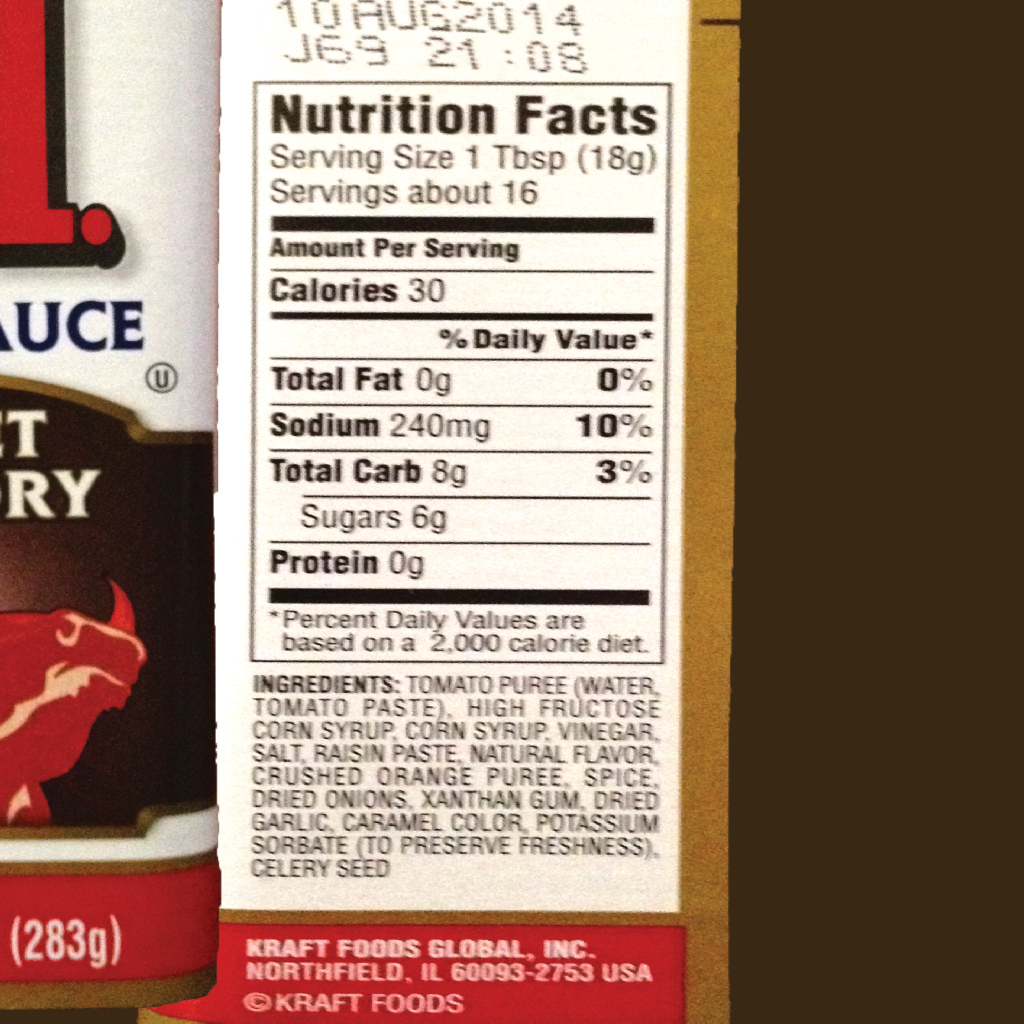 1.
AUCE
U
ET
ORY
(283g)
10AUG2014
J69 21:08
Nutrition Facts
Serving Size 1 Tbsp (18g)
Servings about 16
Amount Per Serving
Calories 30
% Daily Value*
Total Fat 0g 0%
Sodium 240mg 10%
Total Carb 8g 3%
Sugars 6g
Protein 0g
*Percent Daily Values are
based on a 2,000 calorie diet.
INGREDIENTS: TOMATO PUREE (WATER,
TOMATO PASTE), HIGH FRUCTOSE
CORN SYRUP, CORN SYRUP, VINEGAR,
SALT, RAISIN PASTE, NATURAL FLAVOR,
CRUSHED ORANGE PUREE, SPICE,
DRIED ONIONS, XANTHAN GUM, DRIED
GARLIC, CARAMEL COLOR, POTASSIUM
SORBATE (TO PRESERVE FRESHNESS),
CELERY SEED
KRAFT FOODS GLOBAL, INC.
NORTHFIELD, IL 60093-2753 USA
©KRAFT FOODS